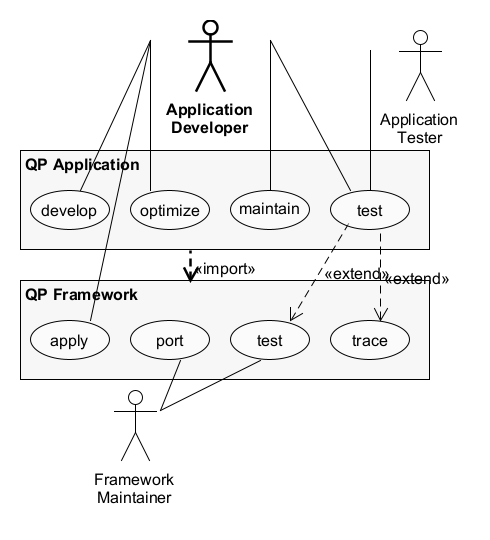 Application
Developer
Application
Tester
QP Application
develop
optimize
maintain
test
«import»
«extend»
«extend»
QP Framework
apply
port
test
trace
Framework
Maintainer